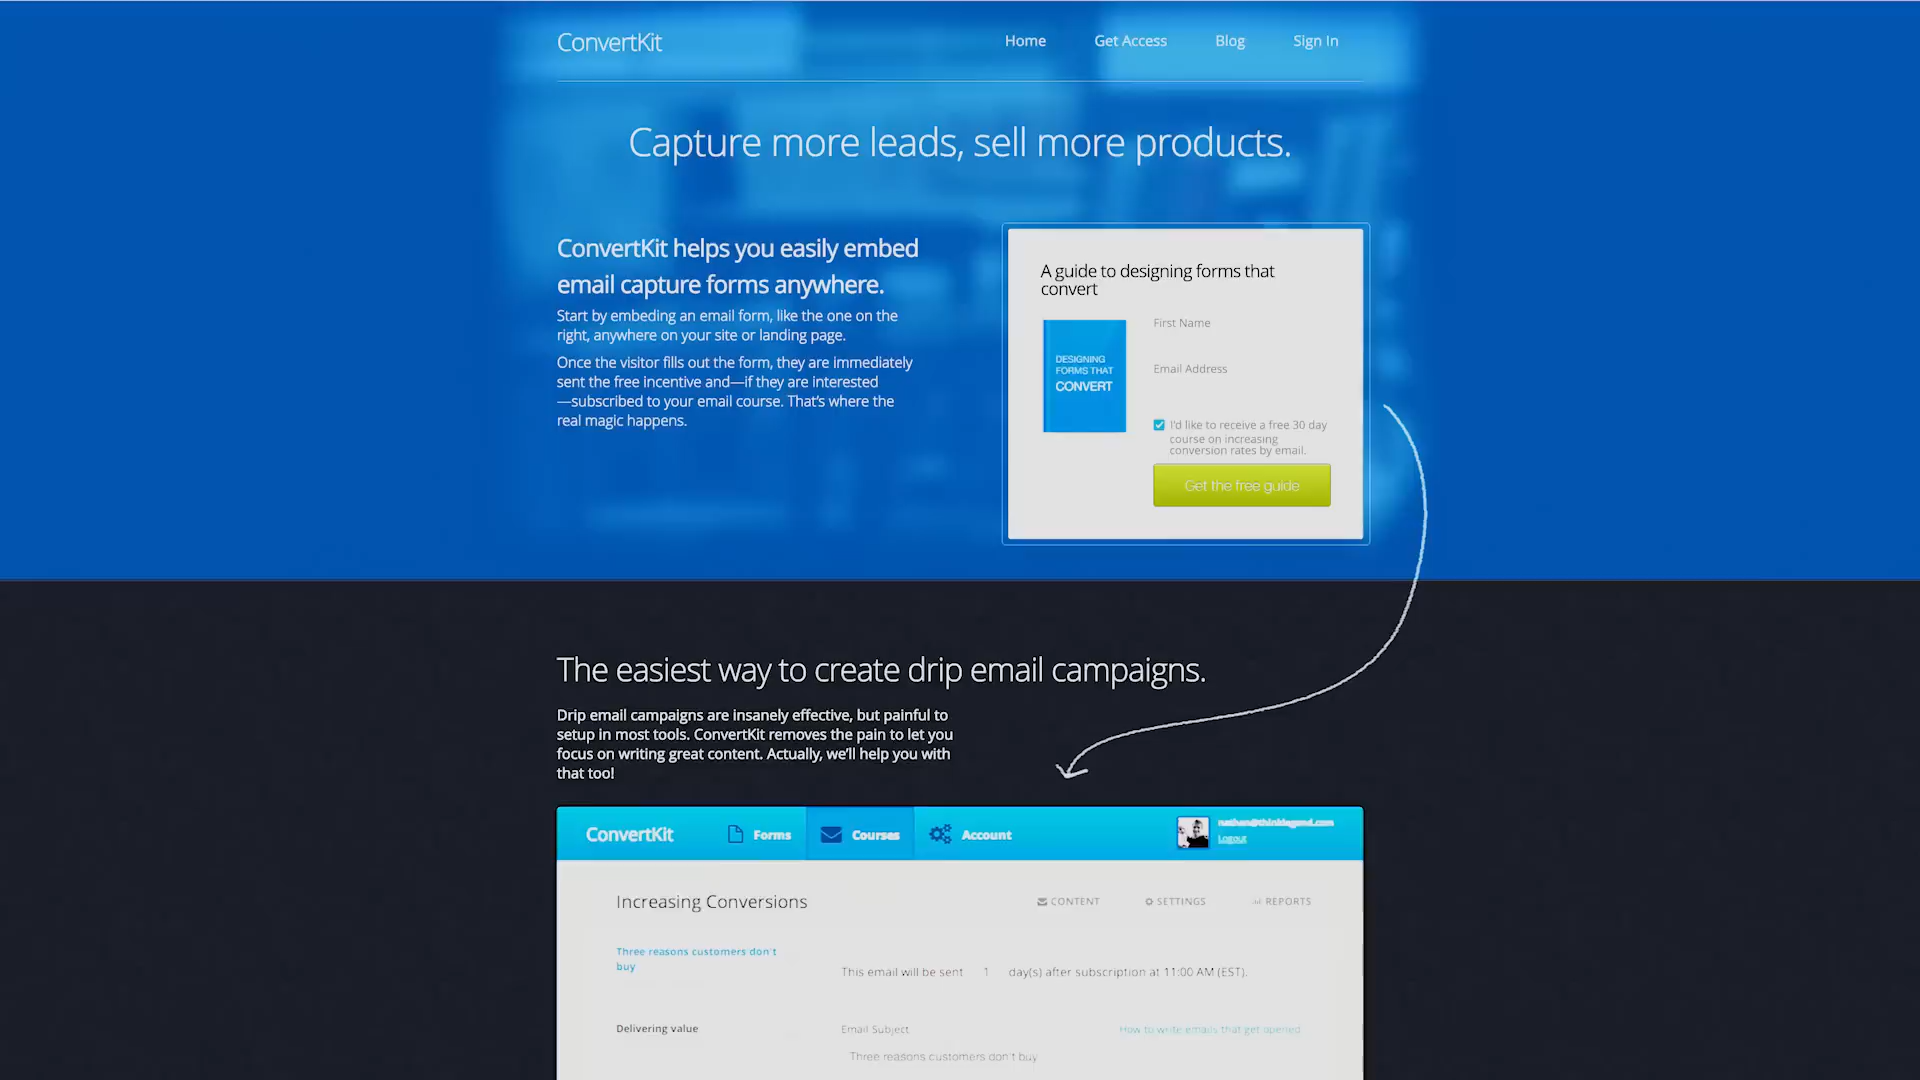 ConvertKit
Home
Get Access
Blog
Sign In
Capture more leads, sell more products.
ConvertKit helps you easily embed
email capture forms anywhere.
Start by embeding an email form, like the one on the
right, anywhere on your site or landing page.
Once the visitor fills out the form, they are immediately
sent the free incentive and—if they are interested
—subscribed to your email course. That's where the
real magic happens.
A guide to designing forms that
convert
DESIGNING
FORMS THAT
CONVERT
First Name
Email Address
I'd like to receive a free 30 day
course on increasing
conversion rates by email.
Get the free guide
The easiest way to create drip email campaigns.
Drip email campaigns are insanely effective, but painful to
setup in most tools. ConvertKit removes the pain to let you
focus on writing great content. Actually, we'll help you with
that too!
ConvertKit
Forms
Courses
Account
Logout
Increasing Conversions
CONTENT
SETTINGS
REPORTS
Three reasons customers don't
buy
This email will be sent 1 day(s) after subscription at 11:00 AM (EST).
Delivering value
Email Subject
How to write emails that get opened
Three reasons customers don't buy